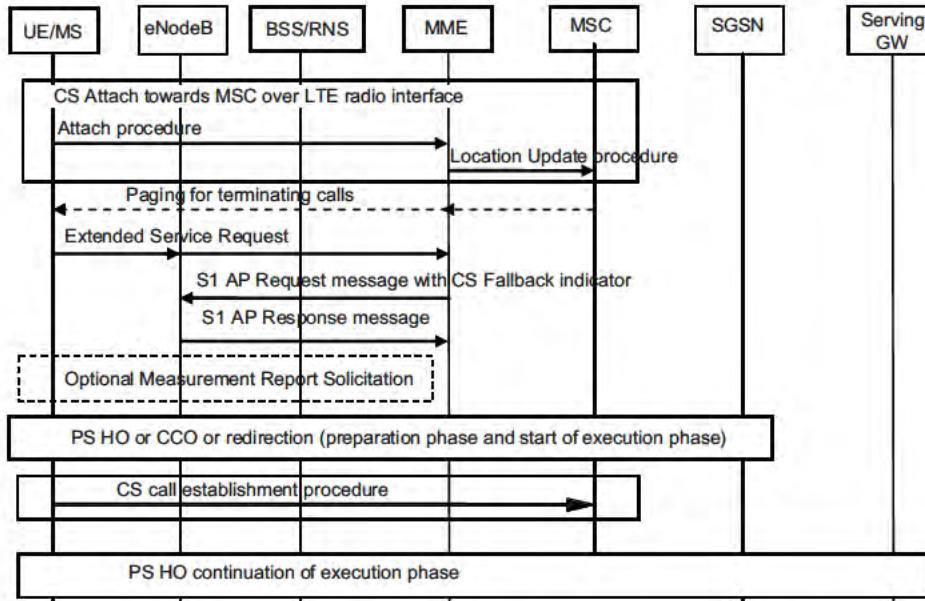 UE/MS
eNodeB
BSS/RNS
MME
MSC
SGSN
Serving
GW
CS Attach towards MSC over LTE radio interface
Attach procedure
Location Update procedure
Paging for terminating calls
Extended Service Request
S1 AP Request message with CS Fallback indicator
S1 AP Response message
Optional Measurement Report Solicitation
PS HO or CCO or redirection (preparation phase and start of execution phase)
CS call establishment procedure
PS HO continuation of execution phase